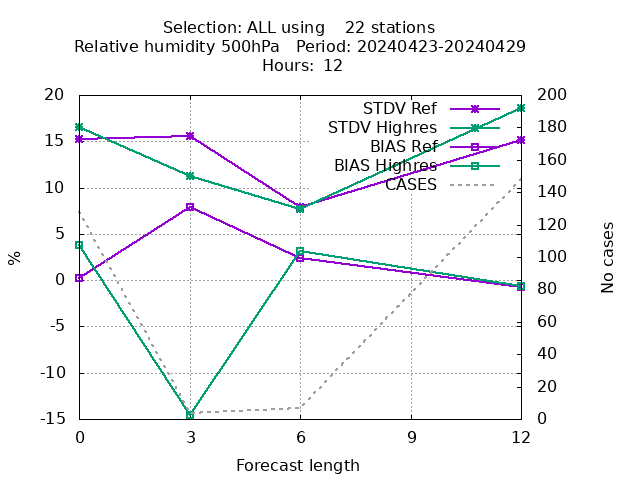 Selection: ALL using    22 stations
Relative humidity 500hPa   Period: 20240423-20240429
Hours:  12
20
15
10
5
0
-5
-10
-15
%
200
180
160
140
120
100
80
60
40
20
0
No cases
STDV Ref
STDV Highres
BIAS Ref
BIAS Highres
CASES
0 3 6 9 12
Forecast length